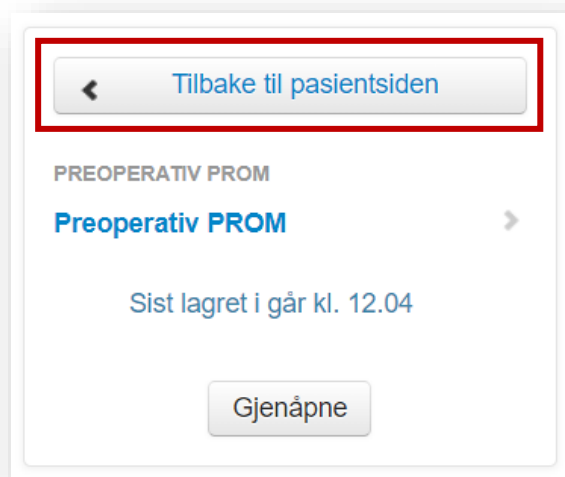 Tilbake til pasientsiden
PREOPERATIV PROM
Preoperativ PROM
Sist lagret i går kl. 12.04
Gjenåpne